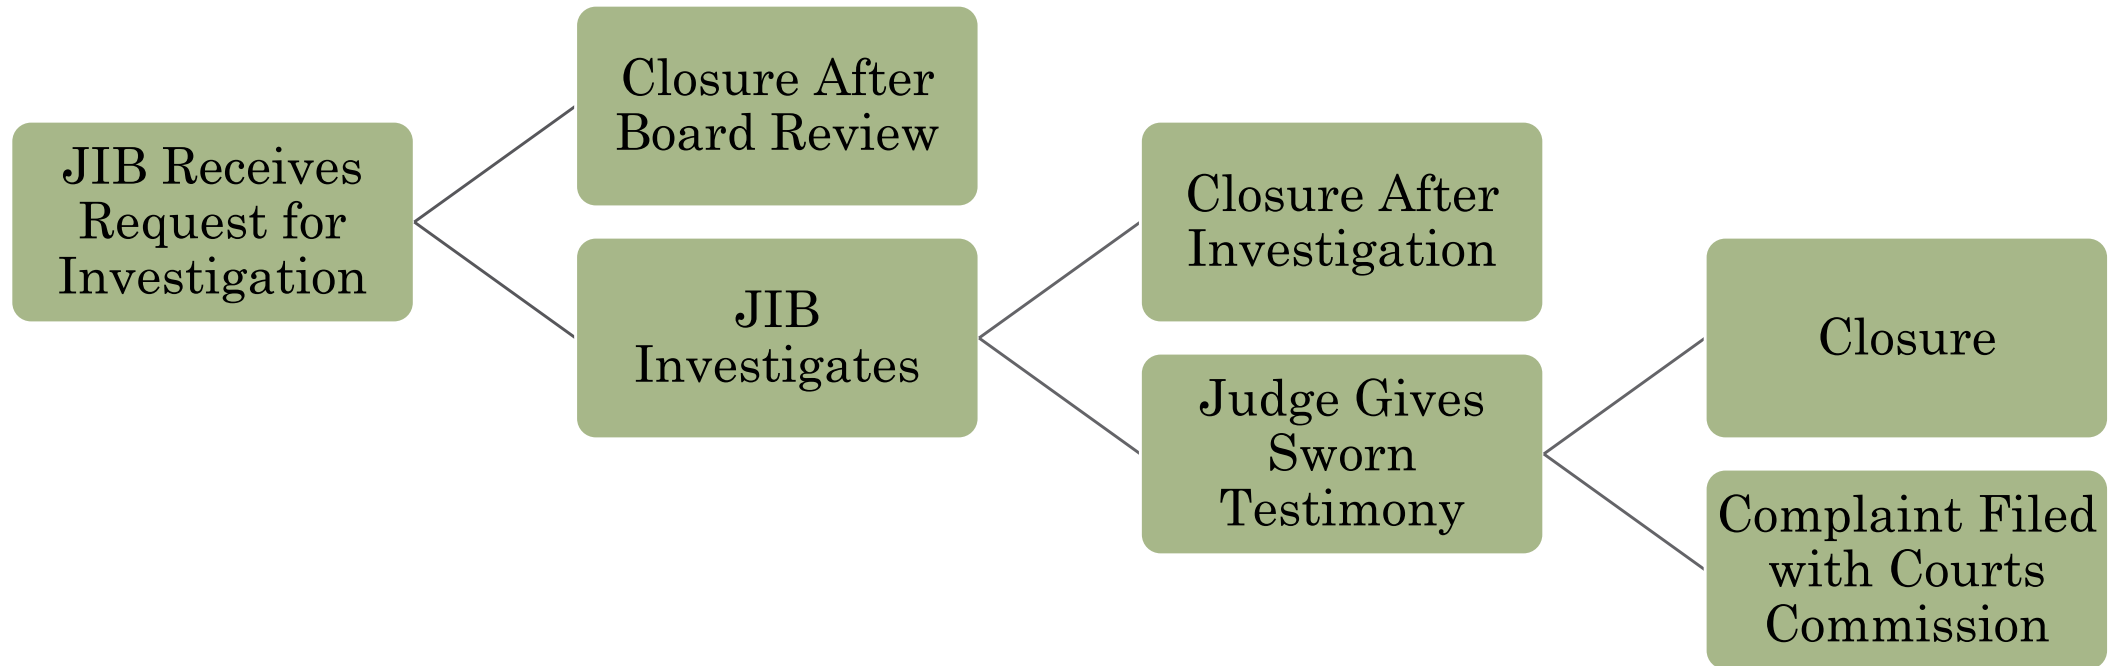 JIB Receives
Request for
Investigation
Closure After
Board Review
JIB
Investigates
Closure After
Investigation
Judge Gives
Sworn
Testimony
Closure
Complaint Filed
with Courts
Commission